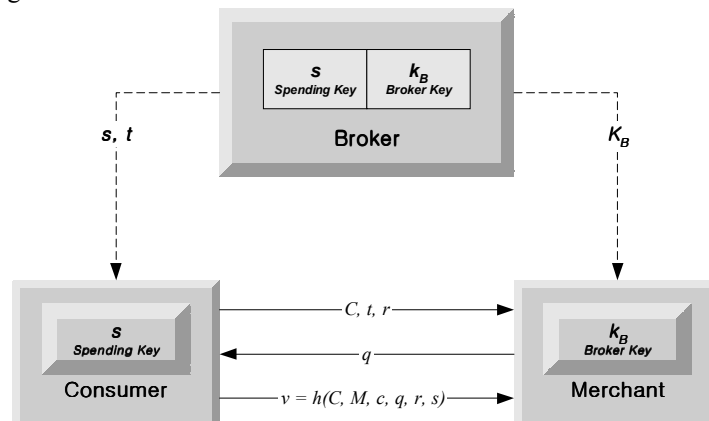 s
Spending Key
k_B
Broker Key
Broker
s, t
K_B
C, t, r
q
v = h(C, M, c, q, r, s)
s
Spending Key
Consumer
k_B
Broker Key
Merchant